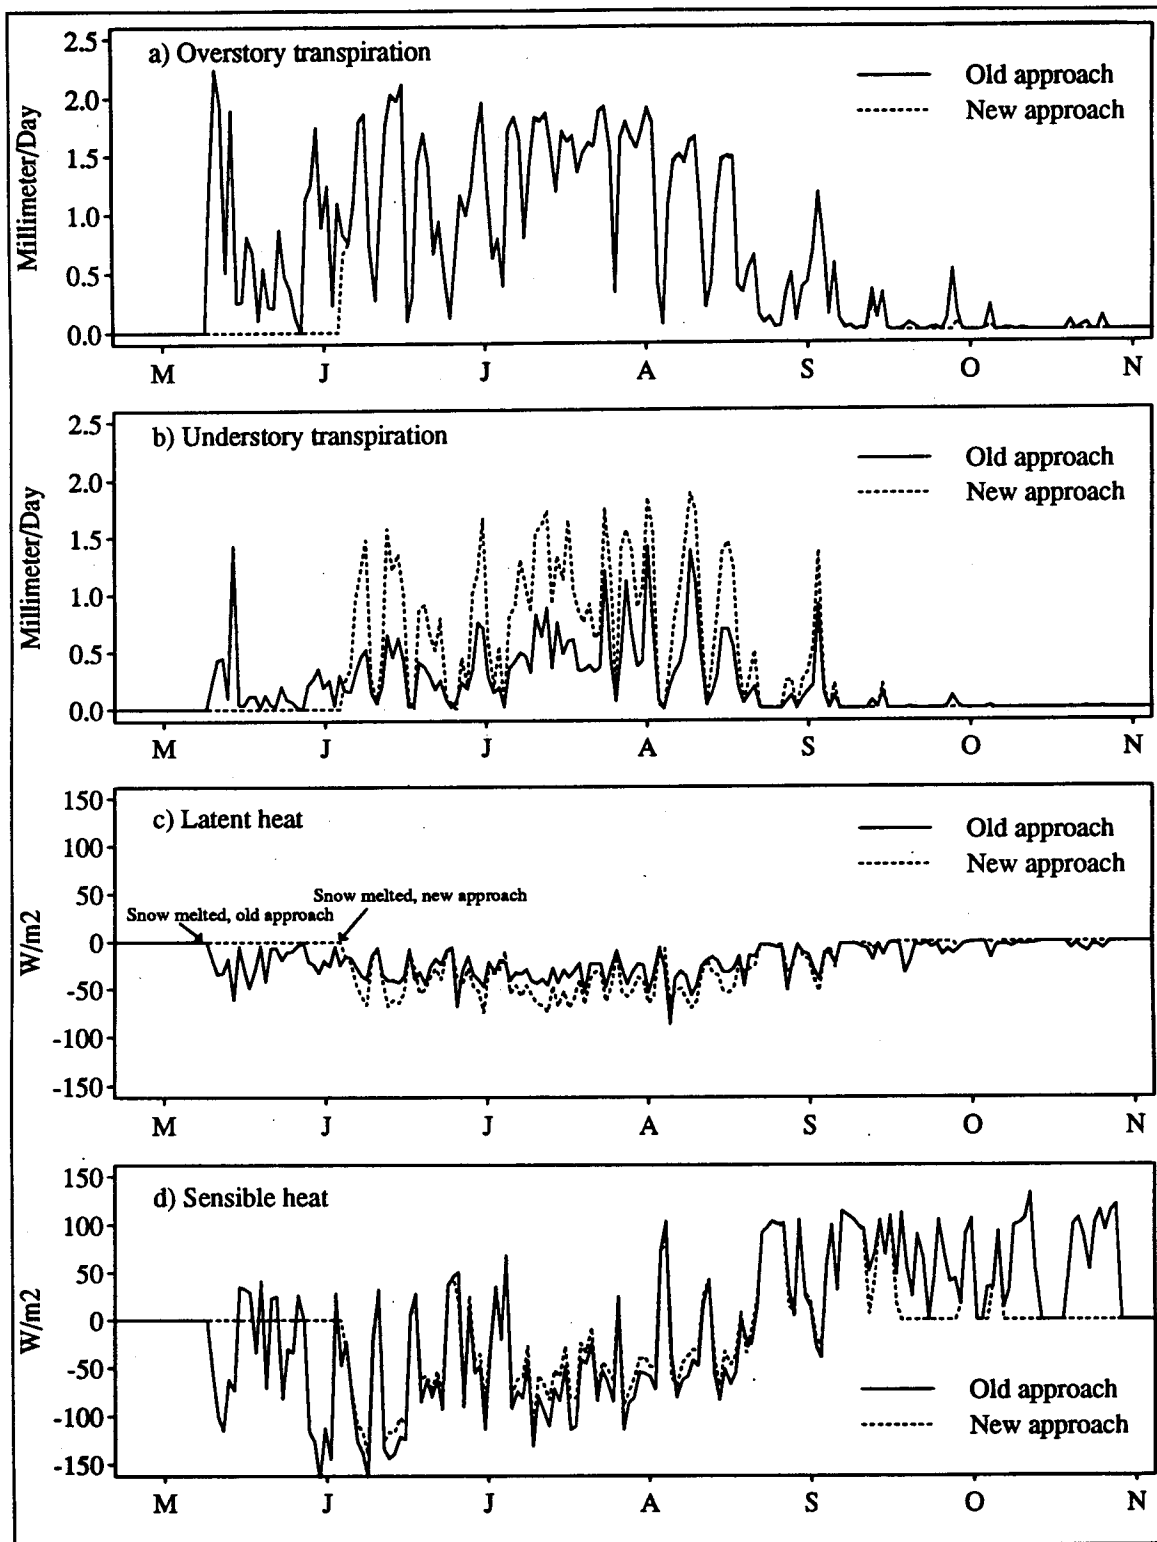 a) Overstory transpiration
Old approach
New approach
Millimeter/Day
2.5
2.0
1.5
1.0
0.5
0.0
M J J A S O N
b) Understory transpiration
Old approach
New approach
Millimeter/Day
2.5
2.0
1.5
1.0
0.5
0.0
M J J A S O N
c) Latent heat
Old approach
New approach
Snow melted, new approach
Snow melted, old approach
W/m2
150
100
50
0
-50
-100
-150
M J J A S O N
d) Sensible heat
W/m2
150
100
50
0
-50
-100
-150
Old approach
New approach
M J J A S O N